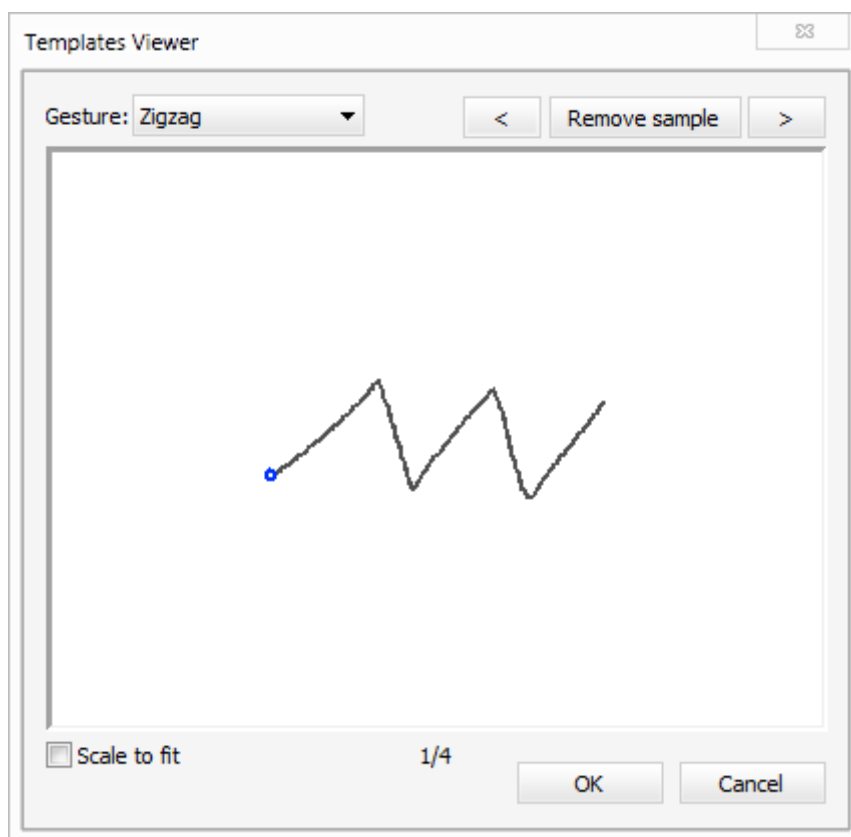 Templates Viewer
Gesture: Zigzag < Remove sample >
Scale to fit 1/4
OK Cancel